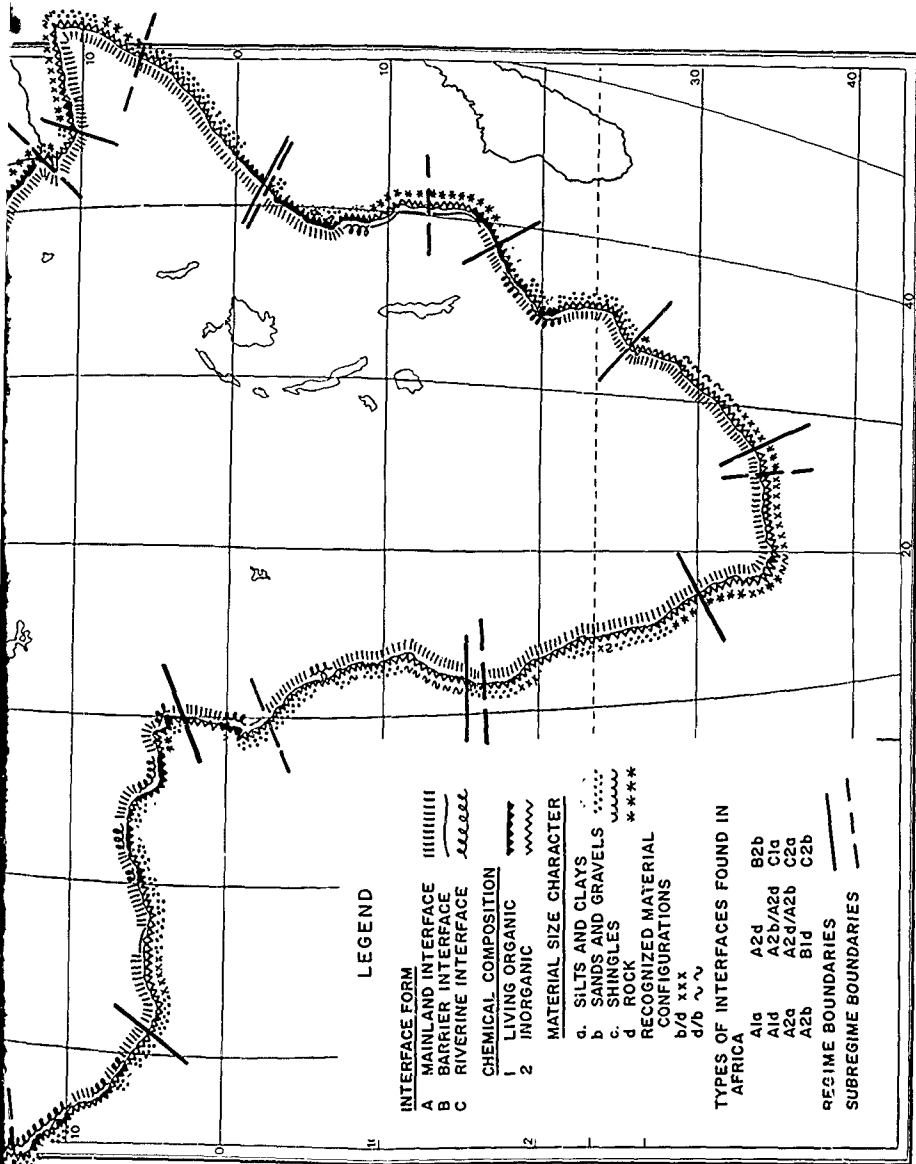 LEGEND
INTERFACE FORM
A MAINLAND INTERFACE
B BARRIER INTERFACE
C RIVERINE INTERFACE
CHEMICAL COMPOSITION
1 LIVING ORGANIC
2 INORGANIC
MATERIAL SIZE CHARACTER
a. SILTS AND CLAYS
b SANDS AND GRAVELS
c. SHINGLES
d ROCK ****
RECOGNIZED MATERIAL
CONFIGURATIONS
b/d xxx
d/b ~~
TYPES OF INTERFACES FOUND IN
AFRICA
A1a A2d B2b
A1d A2b/A2d C1a
A2a A2d/A2b C2a
A2b B1d C2b
REGIME BOUNDARIES
SUBREGIME BOUNDARIES
10
0
10
30
40
10
0
10
2
20
40